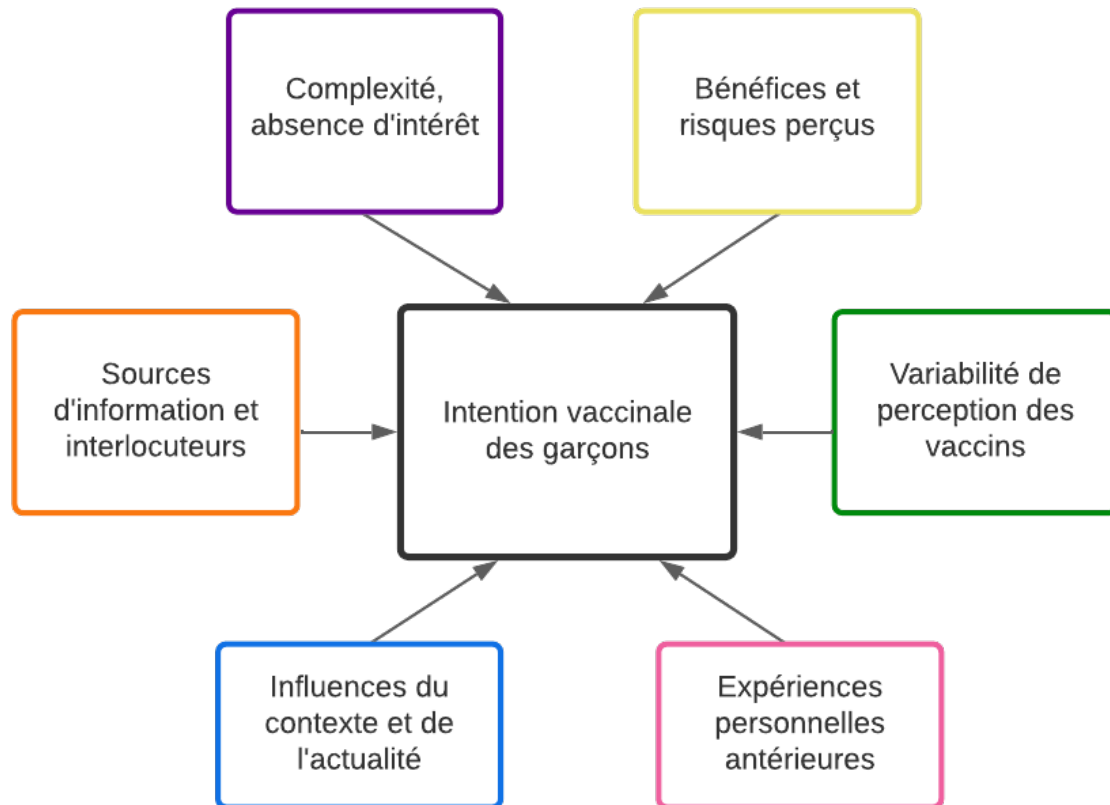 Complexité,
absence d'intérêt
Bénéfices et
risques perçus
Sources
d'information et
interlocuteurs
Intention vaccinale
des garçons
Variabilité de
perception des
vaccins
Influences du
contexte et de
l'actualité
Expériences
personnelles
antérieures